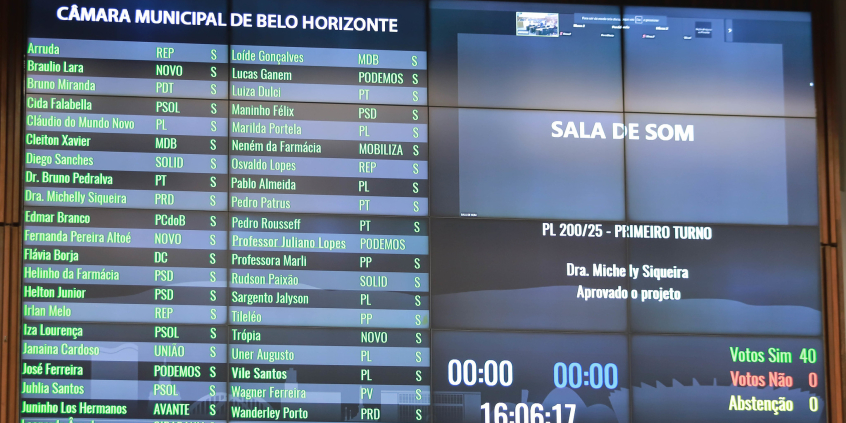 CÂMARA MUNICIPAL DE BELO HORIZONTE
Arruda REP S
Braulio Lara NOVO S
Bruno Miranda PDT S
Cida Falabella PSOL S
Cláudio do Mundo Novo PL S
Cleiton Xavier MDB S
Diego Sanches SOLID S
Dr. Bruno Pedralva PT S
Dra. Michelly Siqueira PRD S
Edmar Branco PCdoB S
Fernanda Pereira Altoé NOVO S
Flávia Borja DC S
Helinho da Farmácia PSD S
Helton Junior PSD S
Irlan Melo REP S
Iza Lourença PSOL S
Janaina Cardoso UNIÃO S
José Ferreira PODEMOS S
Juhlia Santos PSOL S
Juninho Los Hermanos AVANTE S
Loíde Gonçalves MDB S
Lucas Ganem PODEMOS S
Luiza Dulci PT S
Maninho Félix PSD S
Marilda Portela PL S
Neném da Farmácia MOBILIZA S
Osvaldo Lopes REP S
Pablo Almeida PL S
Pedro Patrus PT S
Pedro Rousseff PT S
Professor Juliano Lopes PODEMOS
Professora Marli PP S
Rudson Paixão SOLID S
Sargento Jalyson PL S
Tileléo PP S
Trópia NOVO S
Uner Augusto PL S
Vile Santos PL S
Wagner Ferreira PV S
Wanderley Porto PRD S
SALA DE SOM
PL 200/25 - PRIMEIRO TURNO
Dra. Miche ly Siqueira
Aprovado o projeto
00:00 00:00
16:06:17
Votos Sim 40
Votos Não 0
Abstenção 0